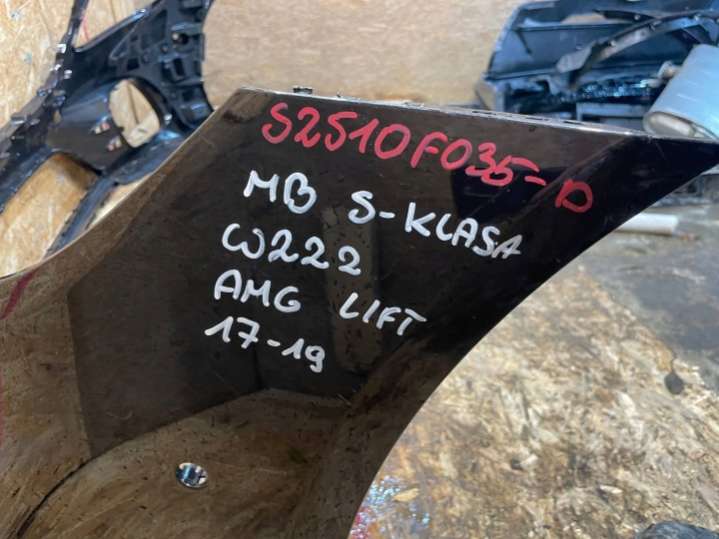 S2510F035-D
MB S-KLASA
W222
AMG LIFT
17-19